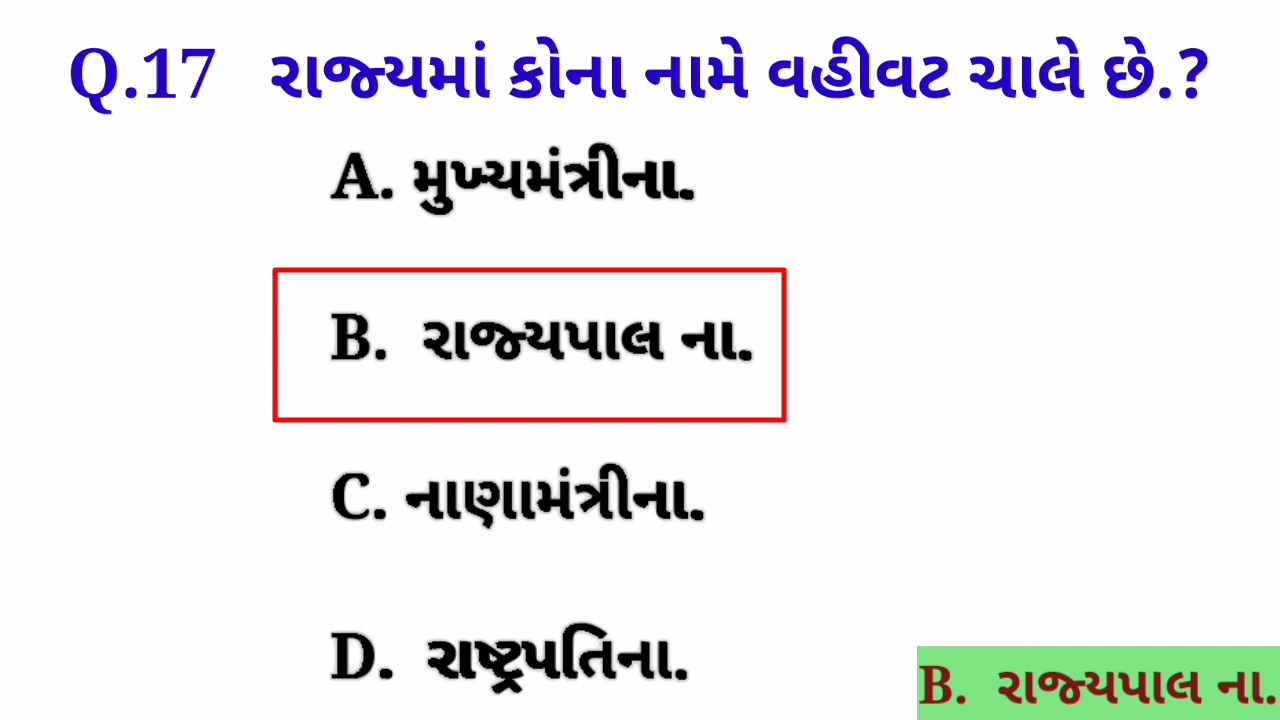 Q.17 રાજ્યમાં કોના નામે વહીવટ ચાલે છે.?
A. મુખ્યમંત્રીના.
B. રાજ્યપાલ ના.
C. નાણામંત્રીના.
D. રાષ્ટ્રપતિના.
B. રાજ્યપાલ ના.